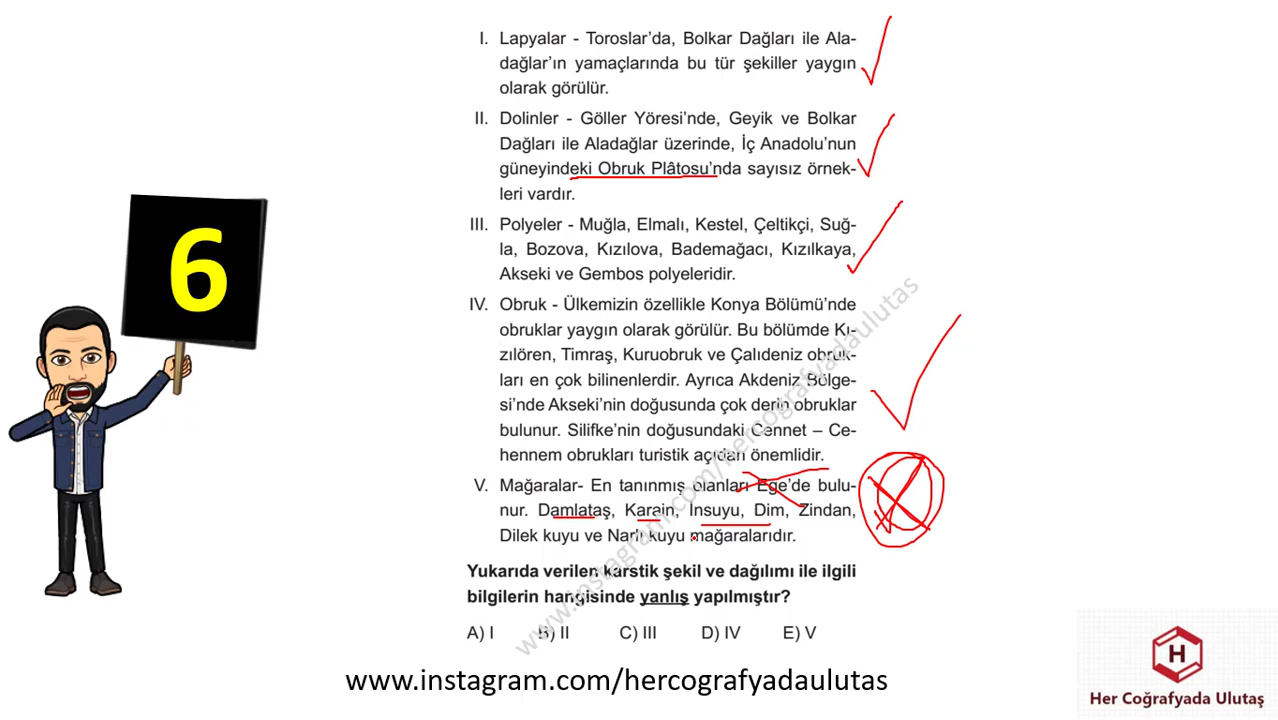 I. Lapyalar - Toroslar’da, Bolkar Dağları ile Ala-
dağlar’ın yamaçlarında bu tür şekiller yaygın
olarak görülür.
II. Dolinler - Göller Yöresi’nde, Geyik ve Bolkar
Dağları ile Aladağlar üzerinde, İç Anadolu’nun
güneyindeki Obruk Plâtosu’nda sayısız örnek-
leri vardır.
III. Polyeler - Muğla, Elmalı, Kestel, Çeltikçi, Suğ-
la, Bozova, Kızılova, Bademağacı, Kızılkaya,
Akseki ve Gembos polyeleridir.
IV. Obruk - Ülkemizin özellikle Konya Bölümü’nde
obruklar yaygın olarak görülür. Bu bölümde Kı-
zılören, Timraş, Kuruobruk ve Çalıdeniz obruk-
ları en çok bilinenlerdir. Ayrıca Akdeniz Bölge-
si’nde Akseki’nin doğusunda çok derin obruklar
bulunur. Silifke’nin doğusundaki Cennet – Ce-
hennem obrukları turistik açıdan önemlidir.
V. Mağaralar- En tanınmış olanları Ege’de bulu-
nur. Damlataş, Karain, İnsuyu, Dim, Zindan,
Dilek kuyu ve Narlı kuyu mağaralarıdır.
Yukarıda verilen karstik şekil ve dağılımı ile ilgili
bilgilerin hangisinde yanlış yapılmıştır?
A) I B) II C) III D) IV E) V
6
www.instagram.com/hercografyadaulutas
www.instagram.com/hercografyadaulutas
H
Her Coğrafyada Ulutaş